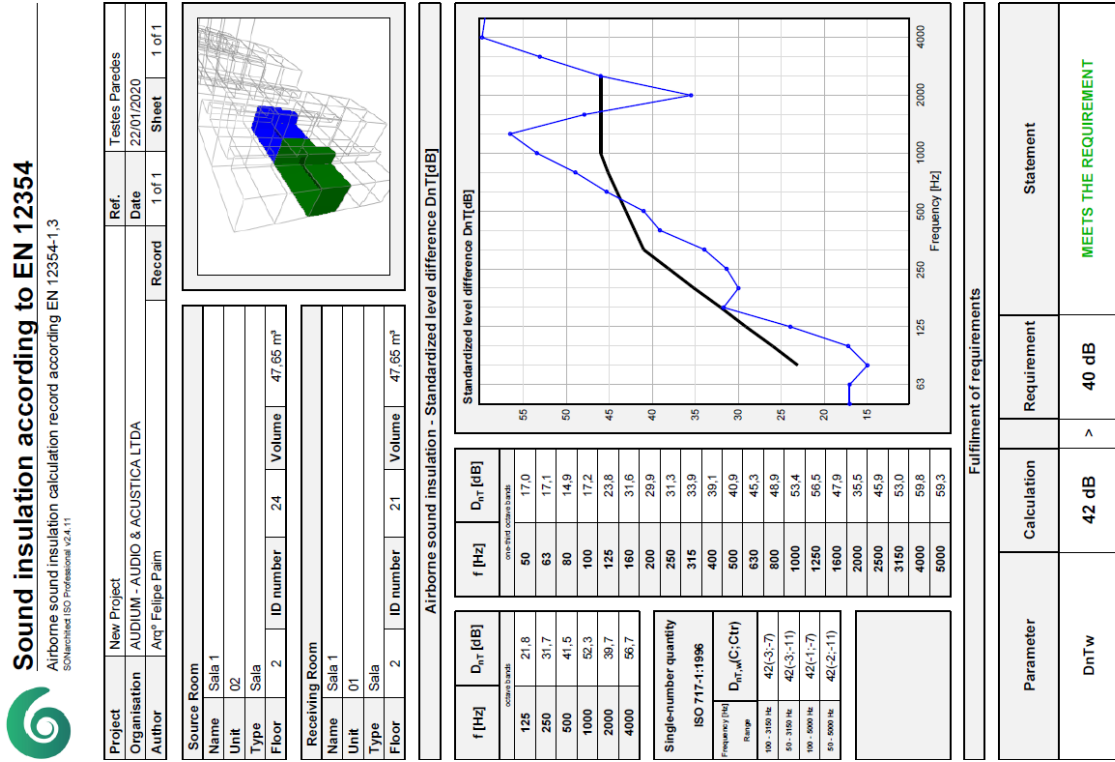 Sound insulation according to EN 12354
Airborne sound insulation calculation record according EN 12354-1,3
SONarchitect ISO Professional v2.4.11
Project New Project Ref. Testes Paredes
Organisation AUDIUM - AUDIO & ACUSTICA LTDA Date 22/01/2020
Author Arqº Felipe Paim Record 1 of 1 Sheet 1 of 1
Source Room
Name Sala 1
Unit 02
Type Sala
Floor 2 ID number 24 Volume 47,65 m³
Receiving Room
Name Sala 1
Unit 01
Type Sala
Floor 2 ID number 21 Volume 47,65 m³
Airborne sound insulation - Standardized level difference DnT[dB]
f [Hz] DnT [dB]
octave bands
125 21,8
250 31,7
500 41,5
1000 52,3
2000 39,7
4000 56,7
Single-number quantity
ISO 717-1:1996
Frequency [Hz] Range DnT,w(C;Ctr)
100 - 3150 Hz 42(-3;-7)
50 - 3150 Hz 42(-3;-11)
100 - 5000 Hz 42(-1;-7)
50 - 5000 Hz 42(-2;-11)
f [Hz] DnT [dB]
one-third octave bands
50 17,0
63 17,1
80 14,9
100 17,2
125 23,8
160 31,6
200 29,9
250 31,3
315 33,9
400 39,1
500 40,9
630 45,3
800 48,9
1000 53,4
1250 56,5
1600 47,9
2000 35,5
2500 45,9
3150 53,0
4000 59,8
5000 59,3
Standardized level difference DnT[dB]
55
50
45
40
35
30
25
20
15
63 125 250 500 1000 2000 4000
Frequency [Hz]
Fulfilment of requirements
Parameter Calculation Requirement Statement
DnTw 42 dB > 40 dB MEETS THE REQUIREMENT